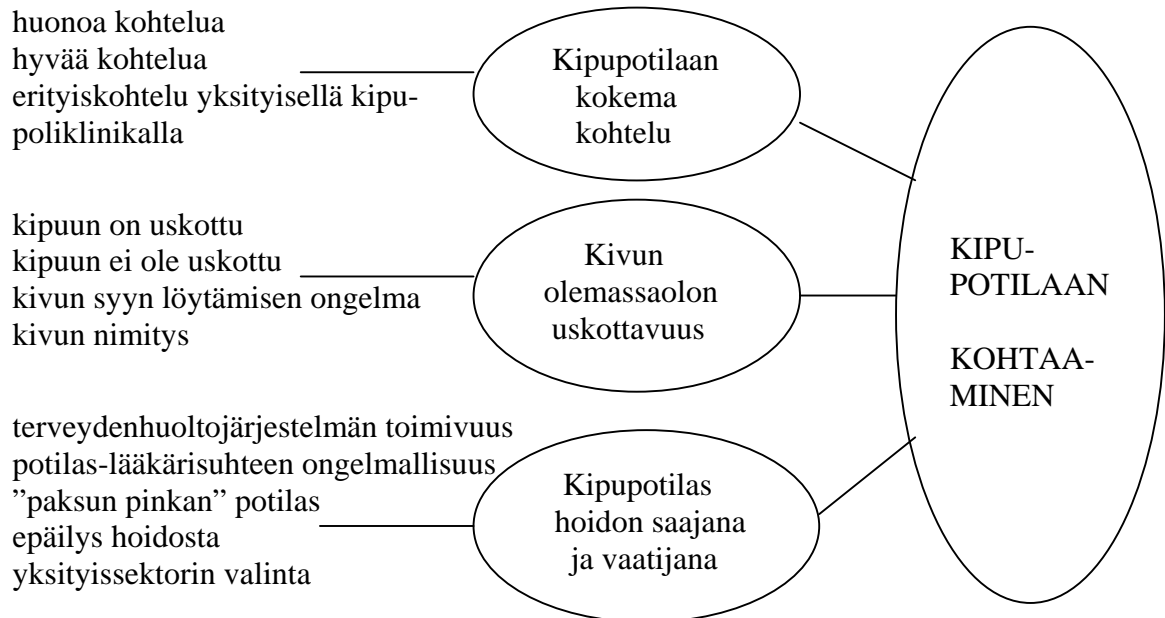 huonoa kohtelua
hyvää kohtelua
erityiskohtelu yksityisellä kipu-
poliklinikalla
Kipupotilaan
kokema
kohtelu
kipuun on uskottu
kipuun ei ole uskottu
kivun syyn löytämisen ongelma
kivun nimitys
Kivun
olemassaolon
uskottavuus
terveydenhuoltojärjestelmän toimivuus
potilas-lääkärisuhteen ongelmallisuus
”paksun pinkan” potilas
epäilys hoidosta
yksityissektorin valinta
Kipupotilas
hoidon saajana
ja vaatijana
KIPU-
POTILAAN
KOHTAA-
MINEN